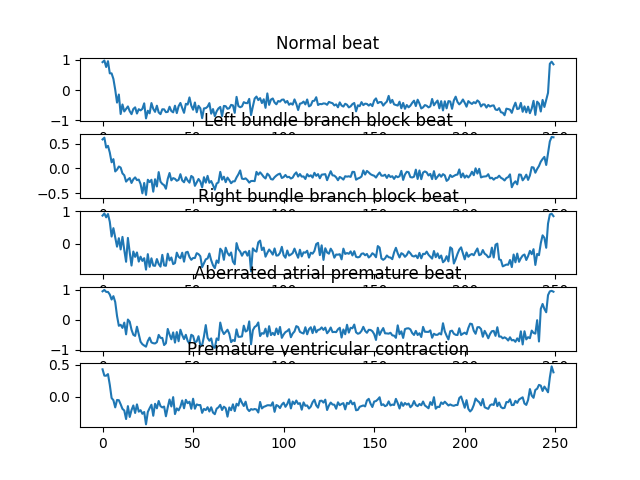 Normal beat
1
0
−1
Left bundle branch block beat
0.5
0.0
−0.5
Right bundle branch block beat
1
0
Aberrated atrial premature beat
1
0
−1
Premature ventricular contraction
0.5
0.0
0 50 100 150 200 250